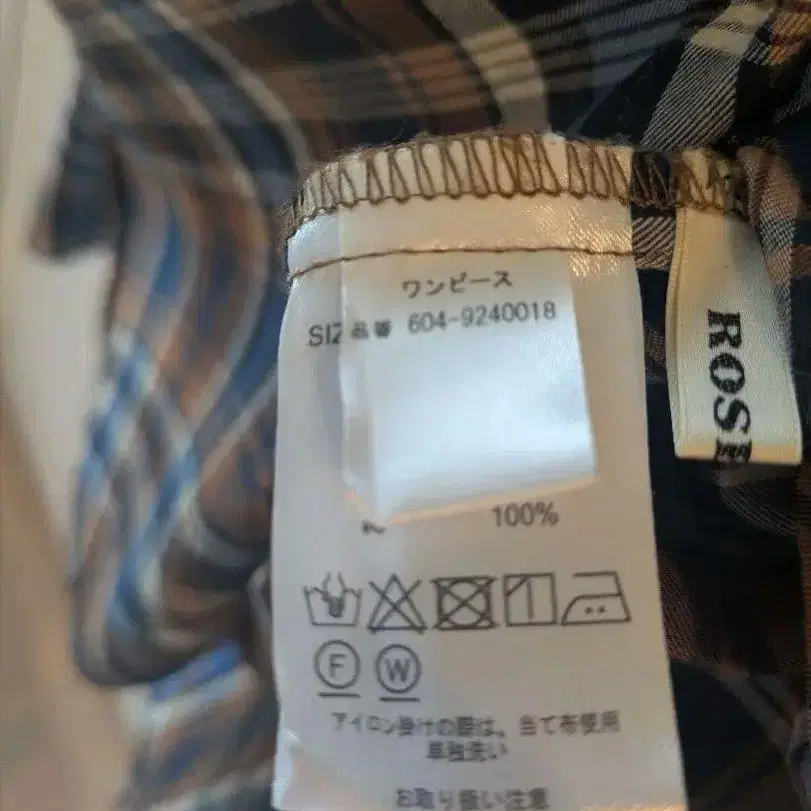 ワンピース
SIZ
品番 604-9240018
100%
F W
アイロン掛けの際は、当て布使用
単独洗い
お取り扱い注意
ROSE